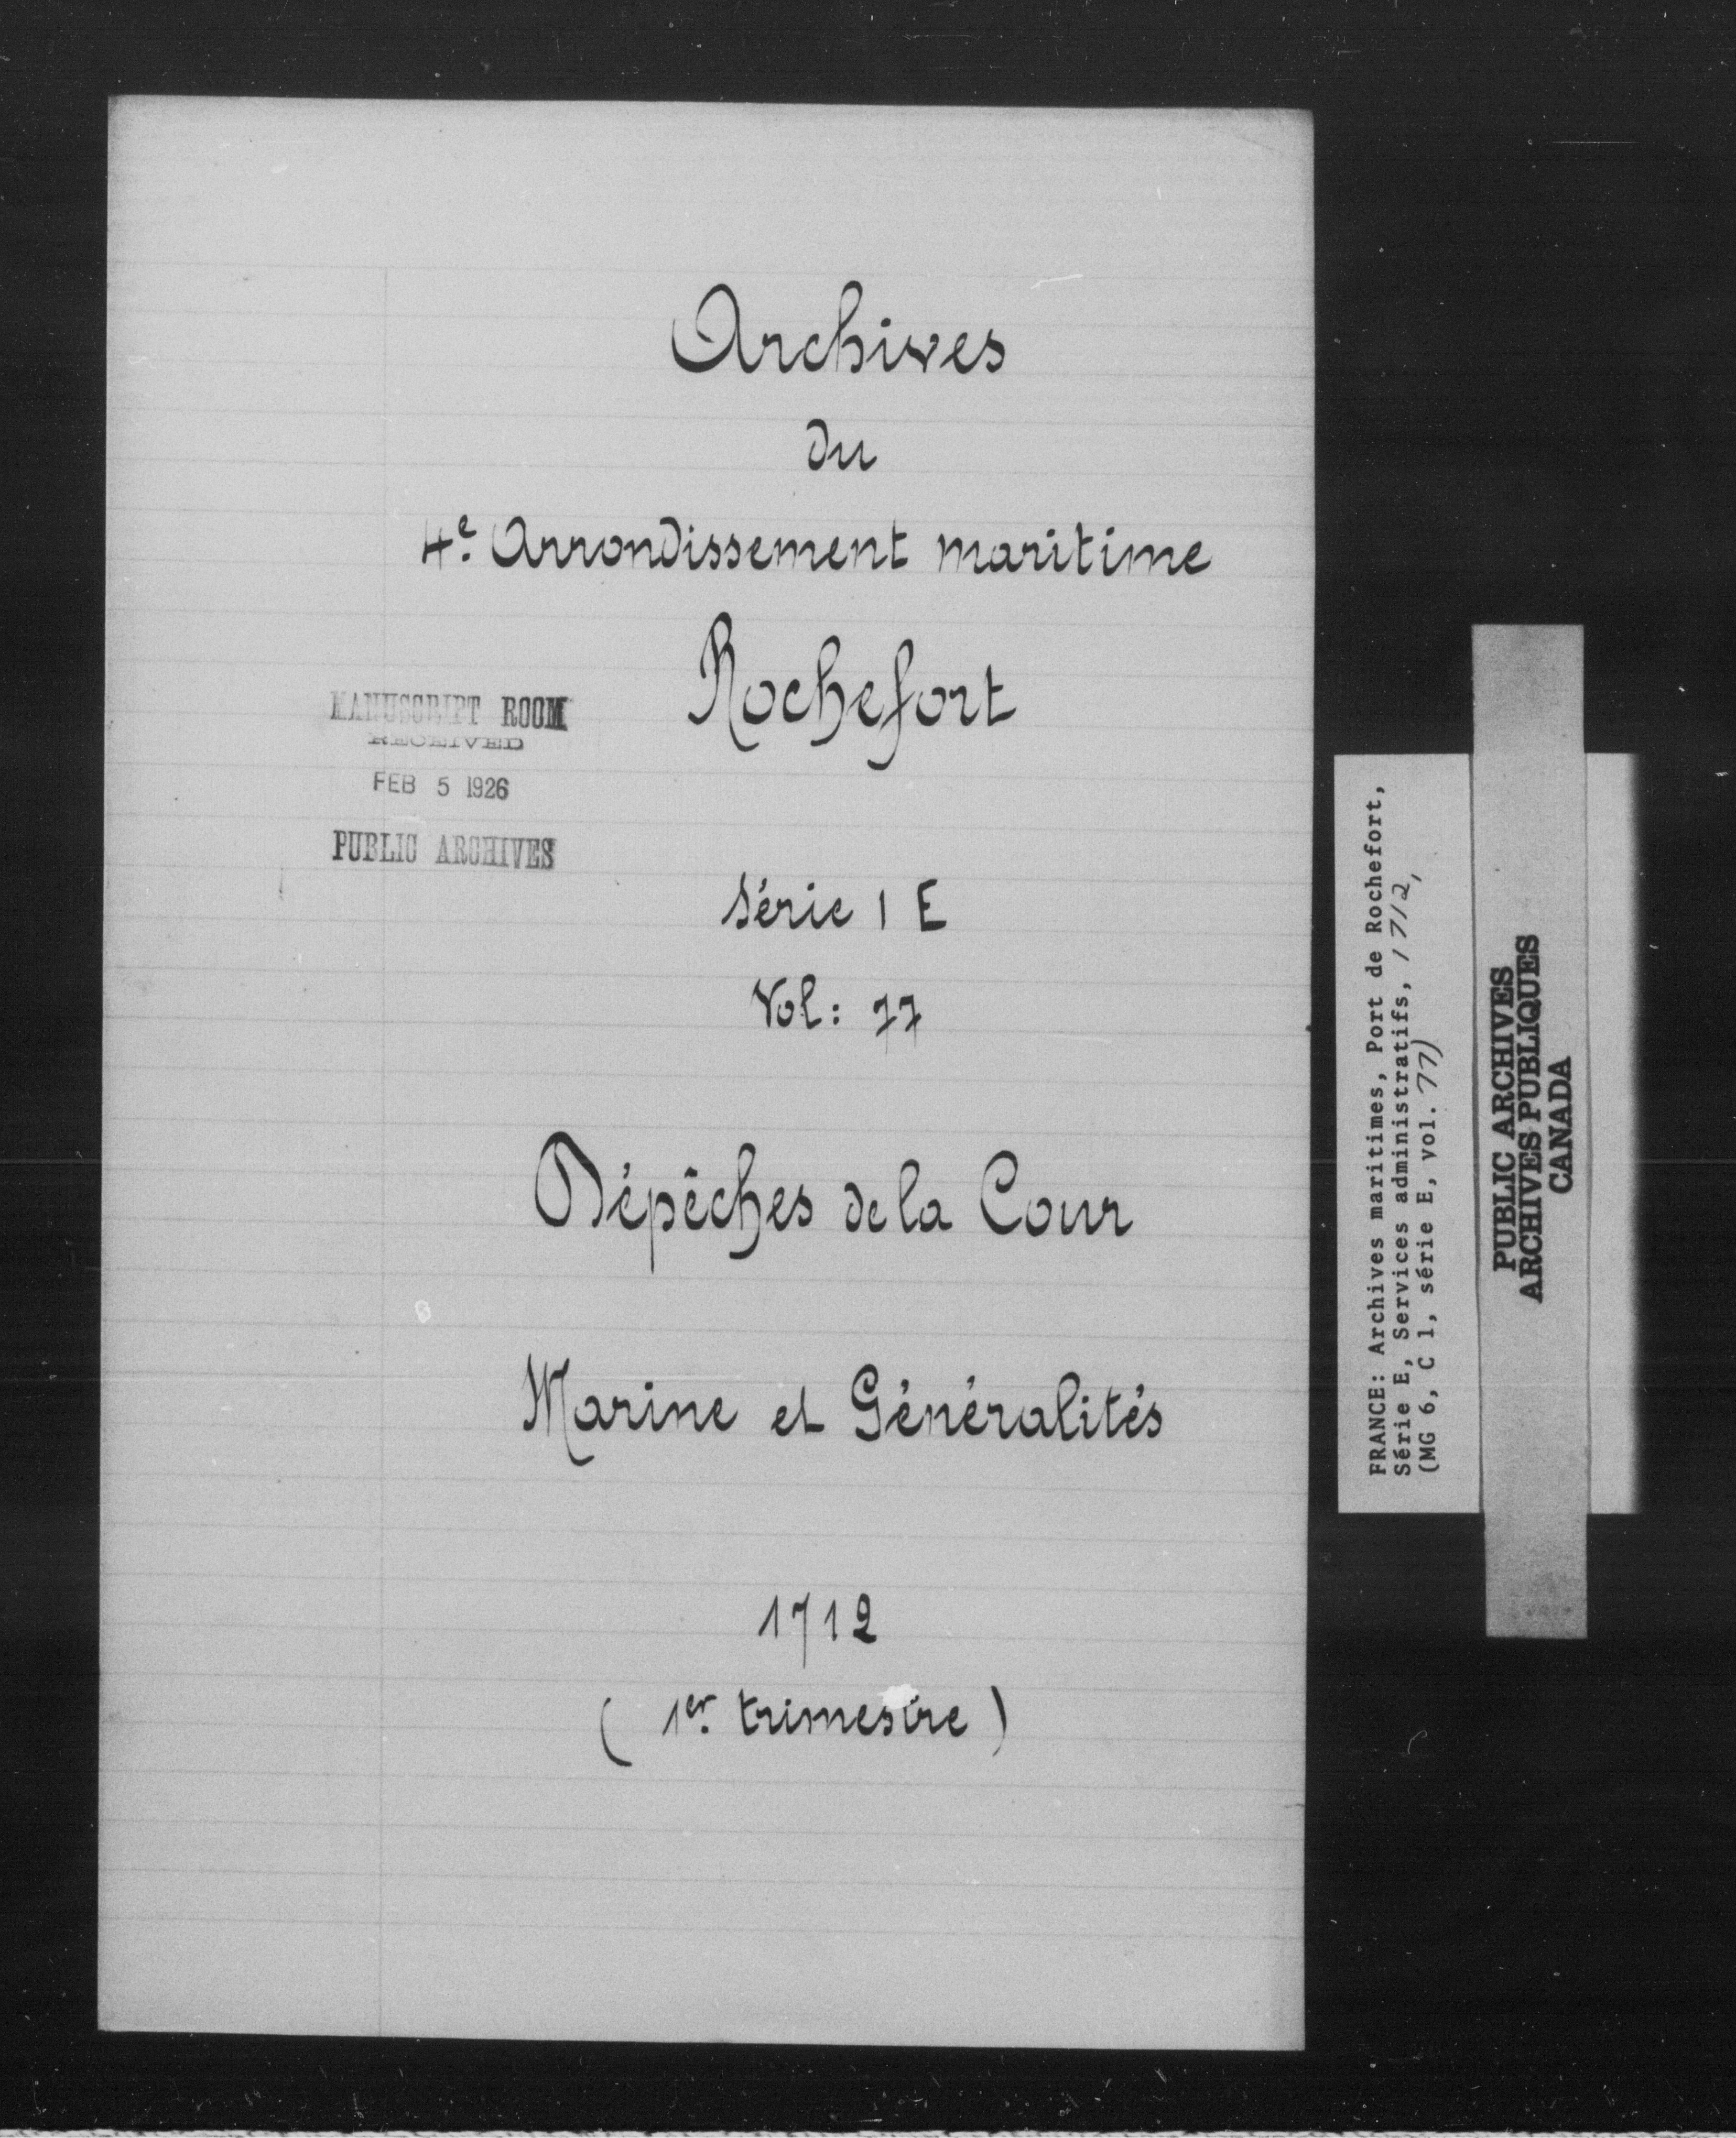 Archives
du
4e. Arrondissement maritime
Rochefort
MANUSCRIPT ROOM
RECEIVED
FEB 5 1926
PUBLIC ARCHIVES
Série 1 E
Vol: 77
Dépêches de la Cour
Marine et Généralités
1712
( 1er. trimestre )
FRANCE: Archives maritimes, Port de Rochefort,
Série E, Services administratifs, 1712,
(MG 6, C 1, série E, vol. 77)
PUBLIC ARCHIVES
ARCHIVES PUBLIQUES
CANADA